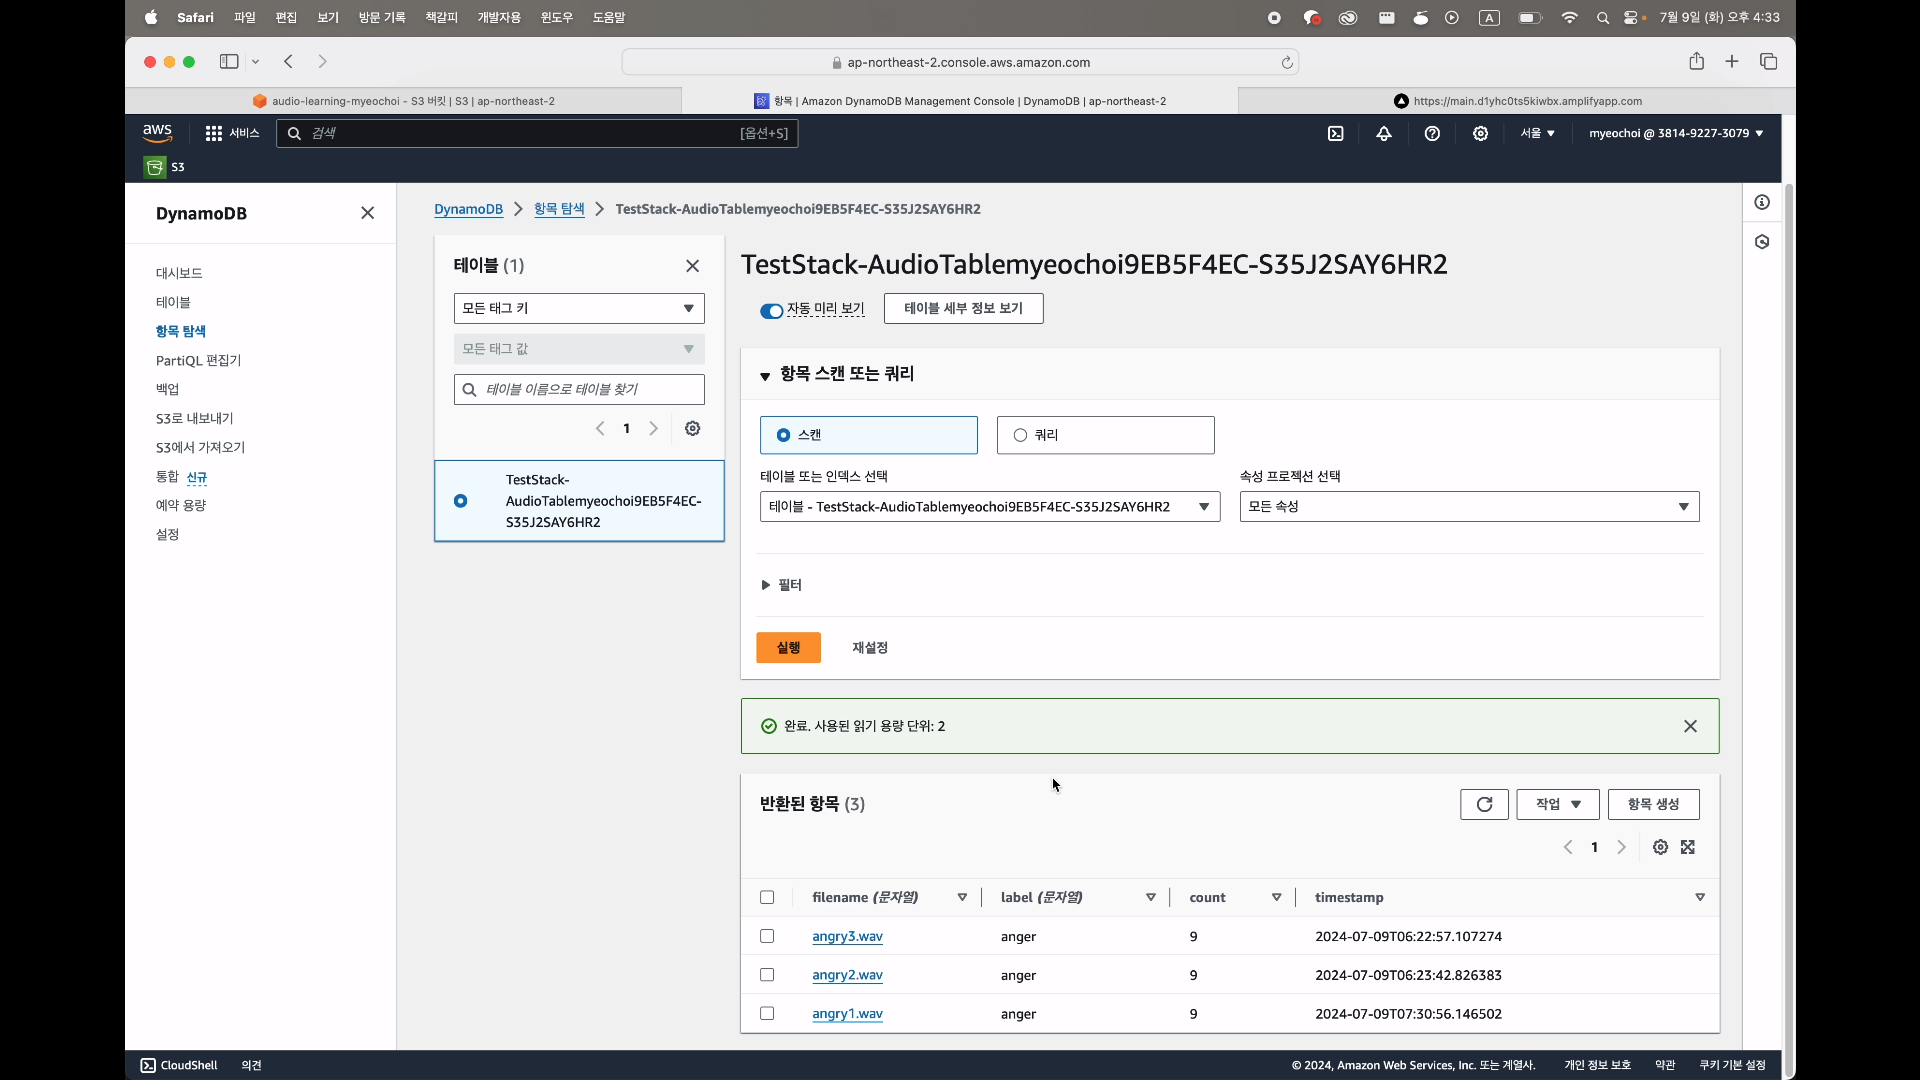 Safari 파일 편집 보기 방문 기록 책갈피 개발자용 윈도우 도움말 A 7월 9일 (화) 오후 4:33
ap-northeast-2.console.aws.amazon.com
audio-learning-myeochoi - S3 버킷 | S3 | ap-northeast-2
항목 | Amazon DynamoDB Management Console | DynamoDB | ap-northeast-2
https://main.d1yhc0ts5kiwbx.amplifyapp.com
aws 서비스 검색 [옵션+S] 서울 myeochoi @ 3814-9227-3079
S3
DynamoDB
대시보드
테이블
항목 탐색
PartiQL 편집기
백업
S3로 내보내기
S3에서 가져오기
통합 신규
예약 용량
설정
DynamoDB > 항목 탐색 > TestStack-AudioTablemyeochoi9EB5F4EC-S35J2SAY6HR2
테이블 (1)
모든 태그 키
모든 태그 값
테이블 이름으로 테이블 찾기
1
TestStack-
AudioTablemyeochoi9EB5F4EC-
S35J2SAY6HR2
TestStack-AudioTablemyeochoi9EB5F4EC-S35J2SAY6HR2
자동 미리 보기 테이블 세부 정보 보기
항목 스캔 또는 쿼리
스캔 쿼리
테이블 또는 인덱스 선택 속성 프로젝션 선택
테이블 - TestStack-AudioTablemyeochoi9EB5F4EC-S35J2SAY6HR2 모든 속성
필터
실행 재설정
완료. 사용된 읽기 용량 단위: 2
반환된 항목 (3) 작업 항목 생성
1
filename (문자열) label (문자열) count timestamp
angry3.wav anger 9 2024-07-09T06:22:57.107274
angry2.wav anger 9 2024-07-09T06:23:42.826383
angry1.wav anger 9 2024-07-09T07:30:56.146502
CloudShell 의견 © 2024, Amazon Web Services, Inc. 또는 계열사. 개인 정보 보호 약관 쿠키 기본 설정